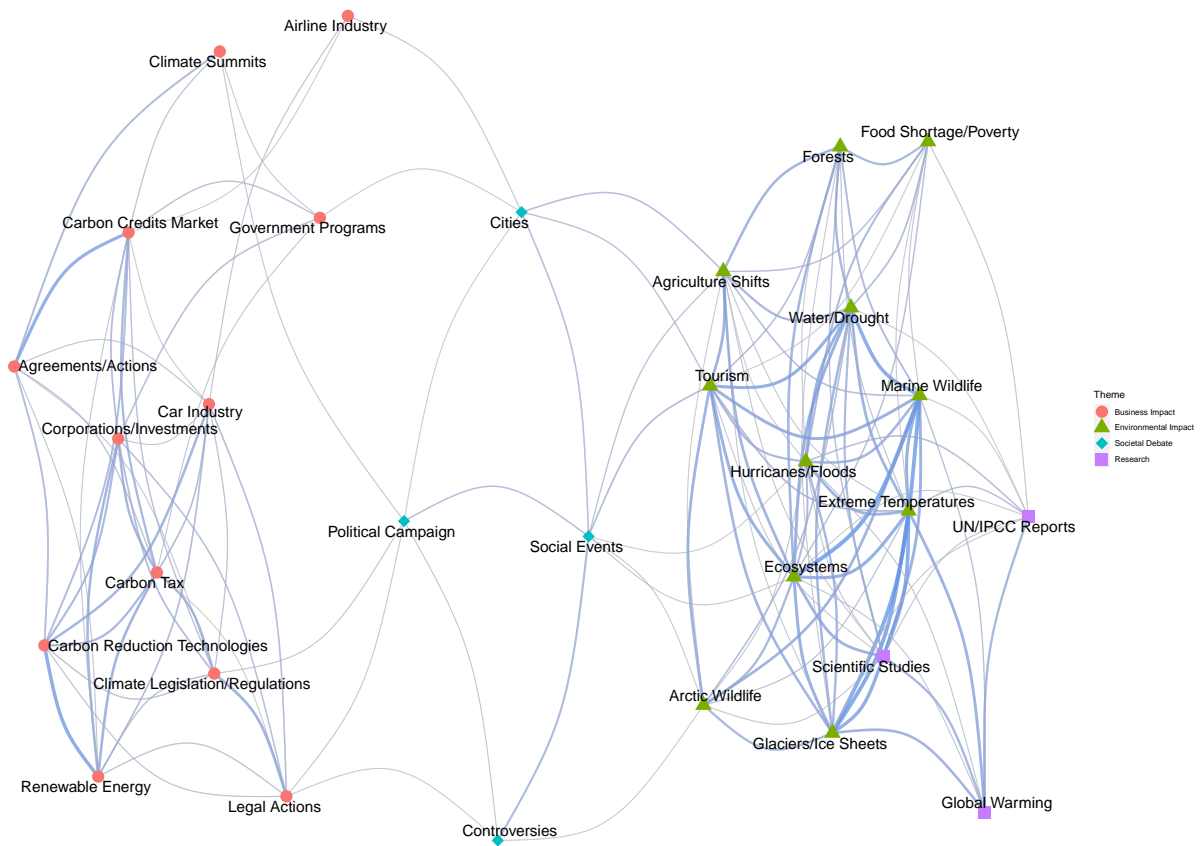 Airline Industry
Climate Summits
Food Shortage/Poverty
Forests
Carbon Credits Market
Government Programs
Cities
Agriculture Shifts
Water/Drought
Agreements/Actions
Tourism
Marine Wildlife
Theme
Car Industry
Business Impact
Corporations/Investments
Environmental Impact
Societal Debate
Research
Hurricanes/Floods
Extreme Temperatures
Political Campaign
UN/IPCC Reports
Social Events
Ecosystems
Carbon Tax
Carbon Reduction Technologies
Scientific Studies
Climate Legislation/Regulations
Arctic Wildlife
Glaciers/Ice Sheets
Renewable Energy
Legal Actions
Global Warming
Controversies